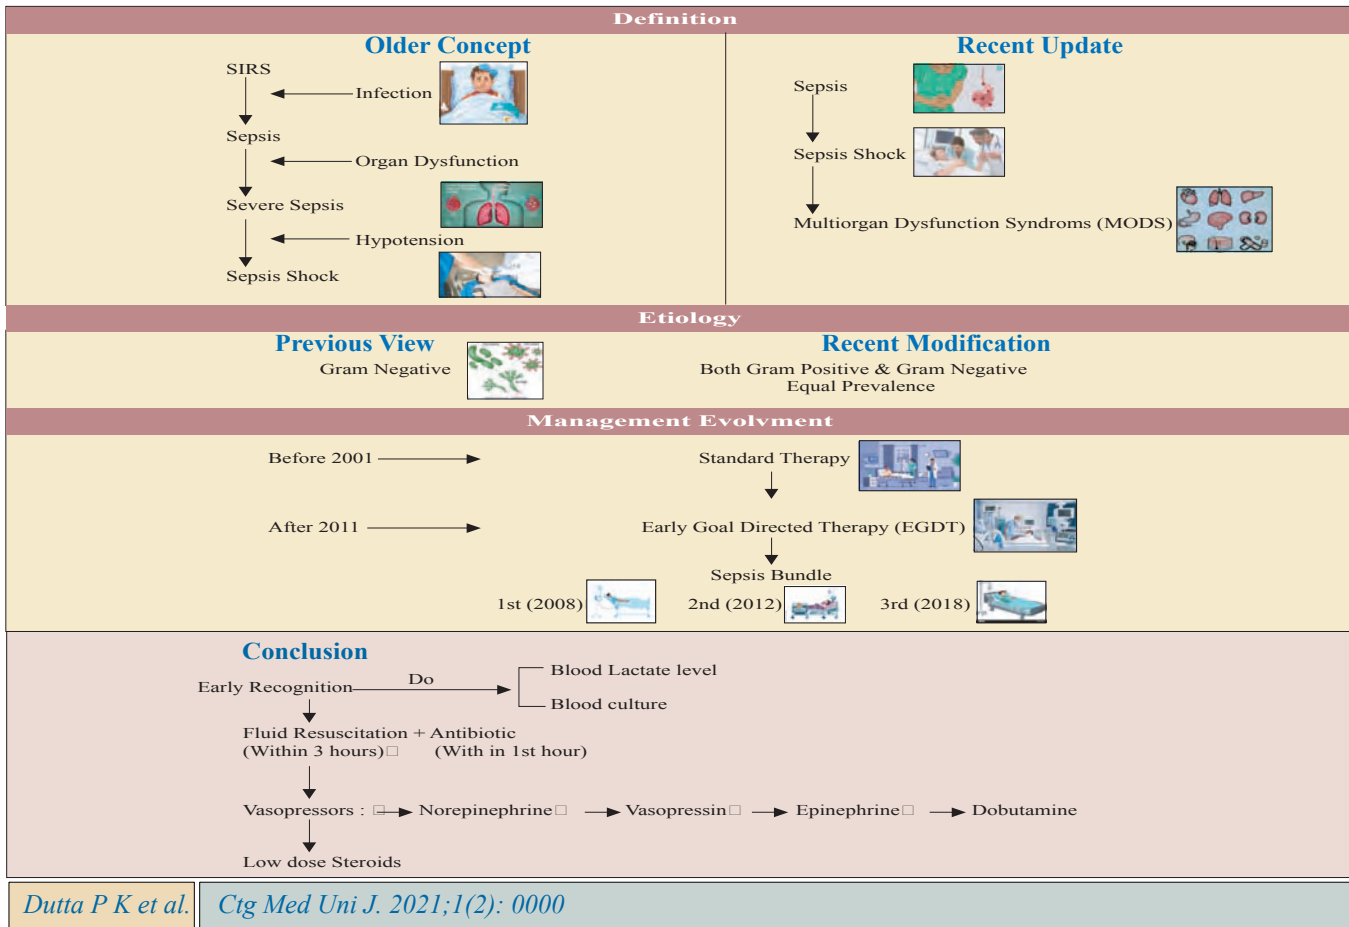 Definition
Older Concept
SIRS
Infection
Sepsis
Organ Dysfunction
Severe Sepsis
Hypotension
Sepsis Shock
Recent Update
Sepsis
Sepsis Shock
Multiorgan Dysfunction Syndroms (MODS)
Etiology
Previous View
Gram Negative
Recent Modification
Both Gram Positive & Gram Negative
Equal Prevalence
Management Evolvment
Before 2001
Standard Therapy
After 2011
Early Goal Directed Therapy (EGDT)
Sepsis Bundle
1st (2008)
2nd (2012)
3rd (2018)
Conclusion
Early Recognition
Do
Blood Lactate level
Blood culture
Fluid Resuscitation + Antibiotic
(Within 3 hours)□ (With in 1st hour)
Vasopressors : □ Norepinephrine□ Vasopressin□ Epinephrine□ Dobutamine
Low dose Steroids
Dutta P K et al.
Ctg Med Uni J. 2021;1(2): 0000